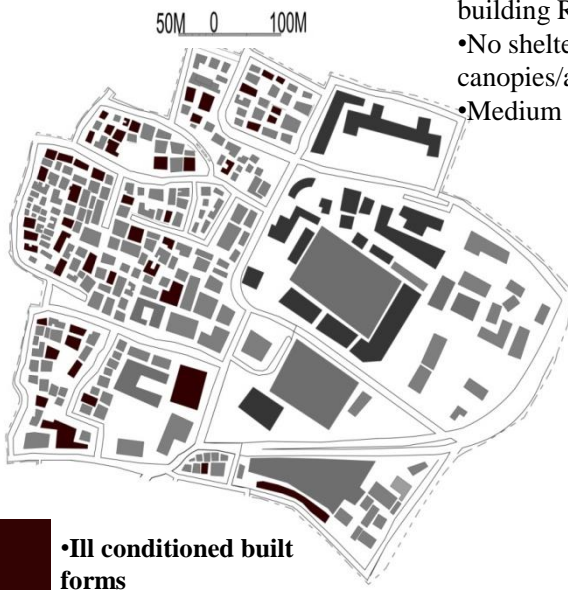 building R
•No shelte
canopies/a
•Medium
50M 0 100M
•Ill conditioned built
forms